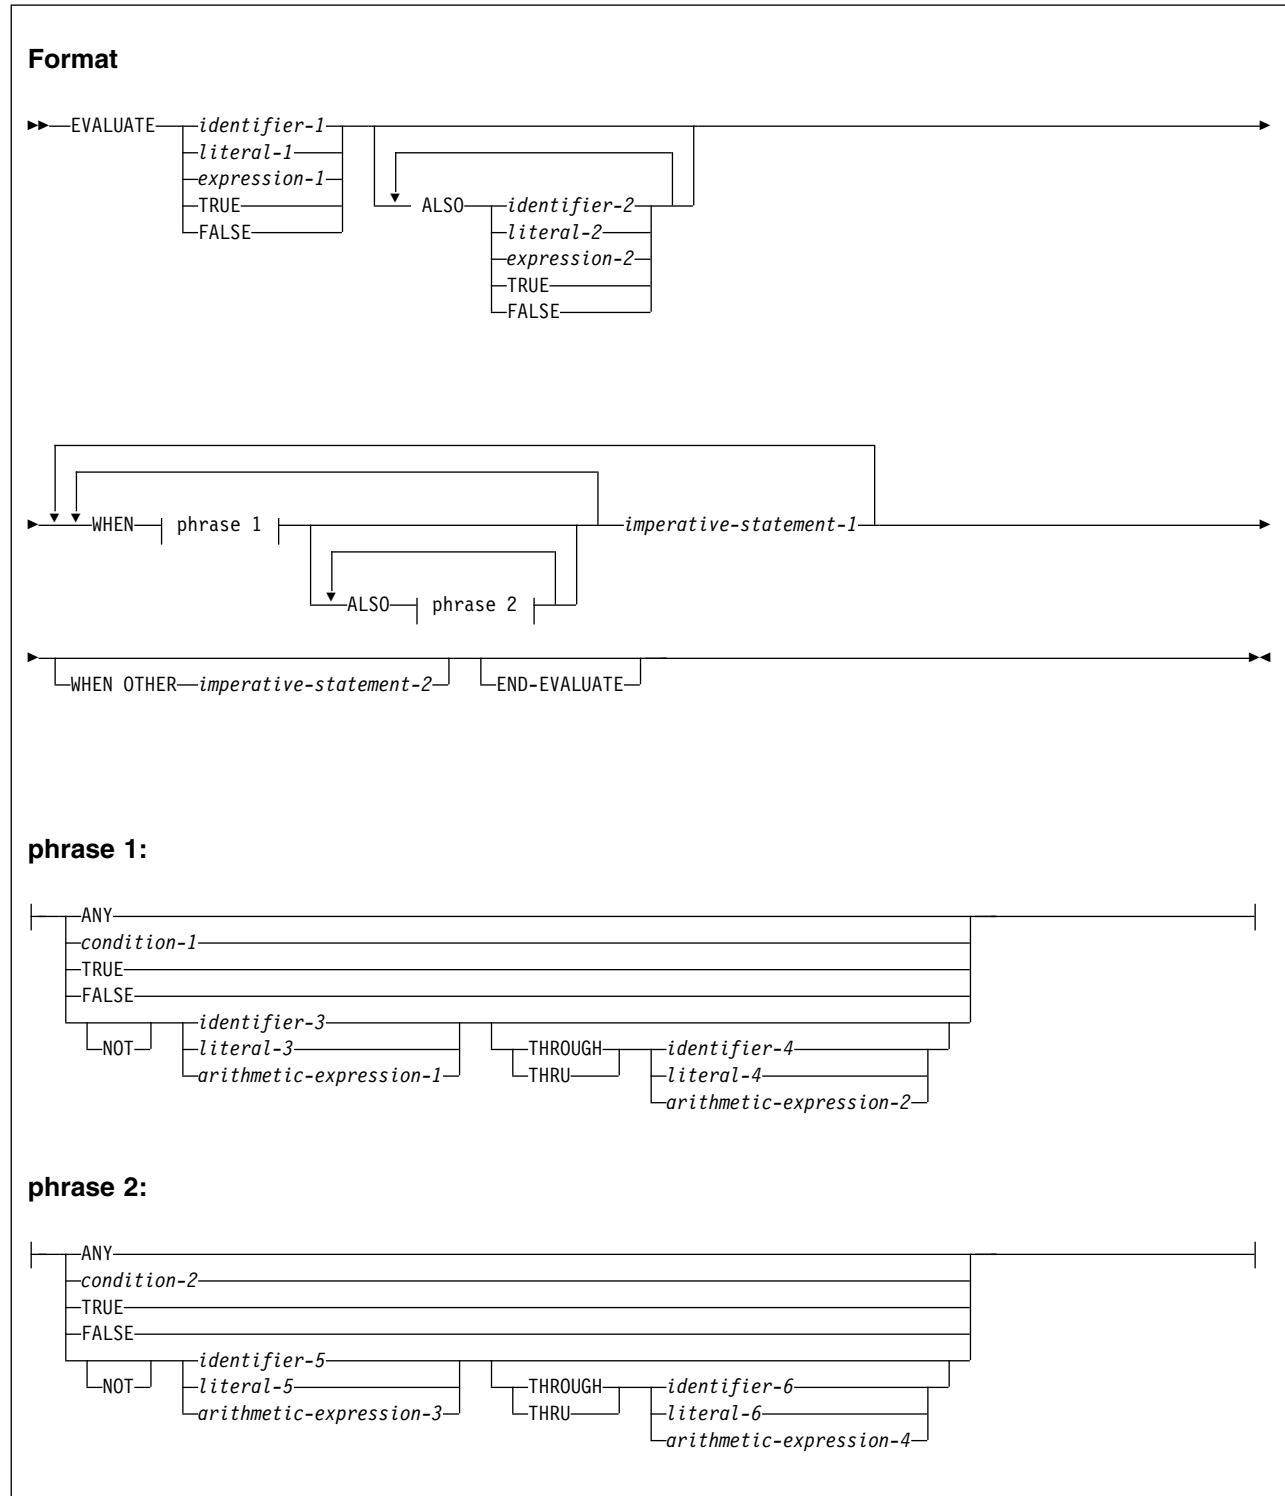 Format
EVALUATE identifier-1
literal-1
expression-1
TRUE
FALSE
ALSO identifier-2
literal-2
expression-2
TRUE
FALSE
WHEN phrase 1 imperative-statement-1
ALSO phrase 2
WHEN OTHER imperative-statement-2 END-EVALUATE
phrase 1:
ANY
condition-1
TRUE
FALSE
NOT identifier-3
literal-3
arithmetic-expression-1
THROUGH identifier-4
THRU literal-4
arithmetic-expression-2
phrase 2:
ANY
condition-2
TRUE
FALSE
NOT identifier-5
literal-5
arithmetic-expression-3
THROUGH identifier-6
THRU literal-6
arithmetic-expression-4